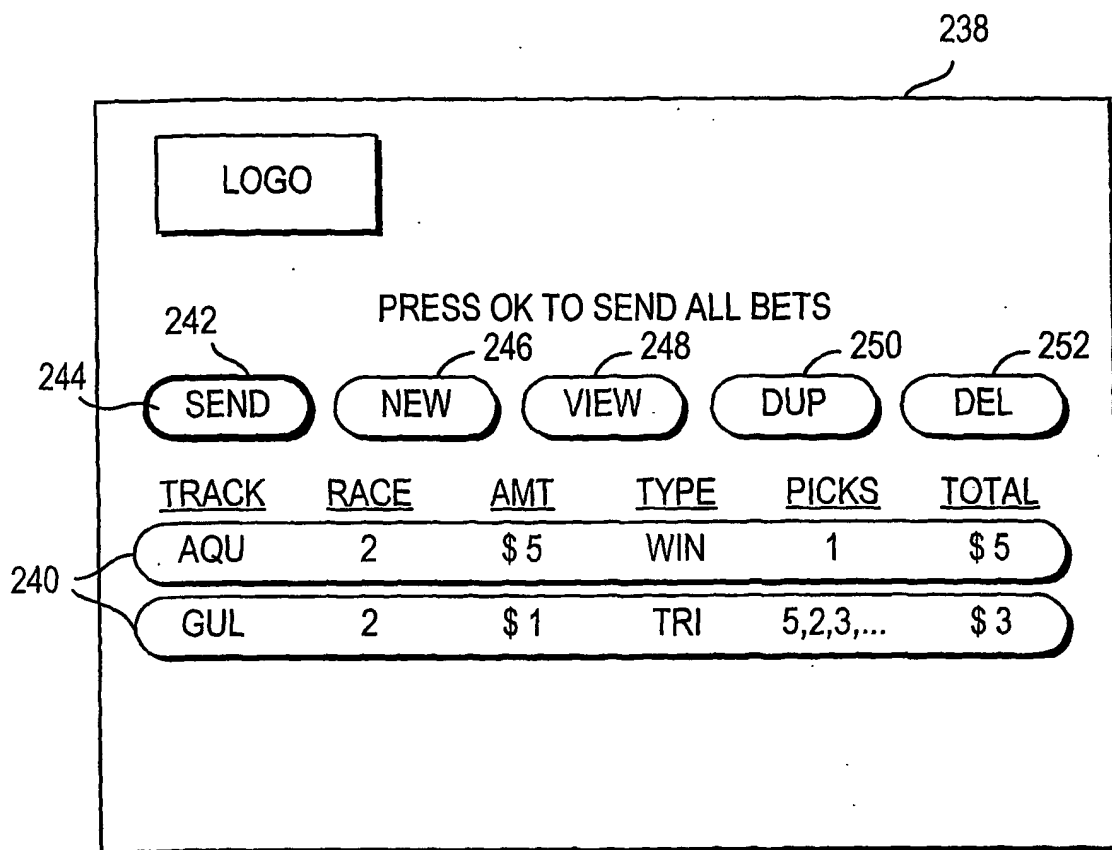 238
LOGO
PRESS OK TO SEND ALL BETS
242 246 248 250 252
244 SEND NEW VIEW DUP DEL
TRACK RACE AMT TYPE PICKS TOTAL
AQU 2 $ 5 WIN 1 $ 5
240
GUL 2 $ 1 TRI 5,2,3,... $ 3